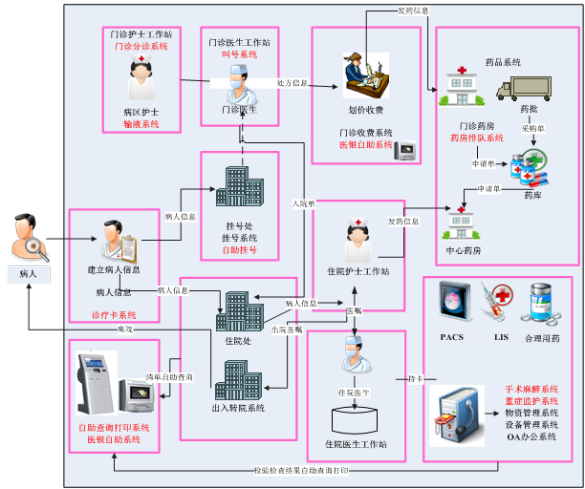 发药信息
门诊护士工作站
门诊分诊系统
病区护士
输液系统
门诊医生工作站
叫号系统
门诊医生
处方信息
划价收费
门诊收费系统
医银自助系统
药品系统
药批
采购单
门诊药房
药房排队系统
申请单
药库
申请单
中心药房
挂号处
挂号系统
自助挂号
病人信息
入院单
发药信息
住院护士工作站
病人
建立病人信息
病人信息
诊疗卡系统
病人信息
住院处
病人信息
医嘱
离院
出院医嘱
出入转院系统
清单自助查询
自助查询打印系统
医银自助系统
住院医生
住院医生工作站
持卡
PACS
LIS
合理用药
手术麻醉系统
重症监护系统
物资管理系统
设备管理系统
OA办公系统
检验检查结果自助查询打印